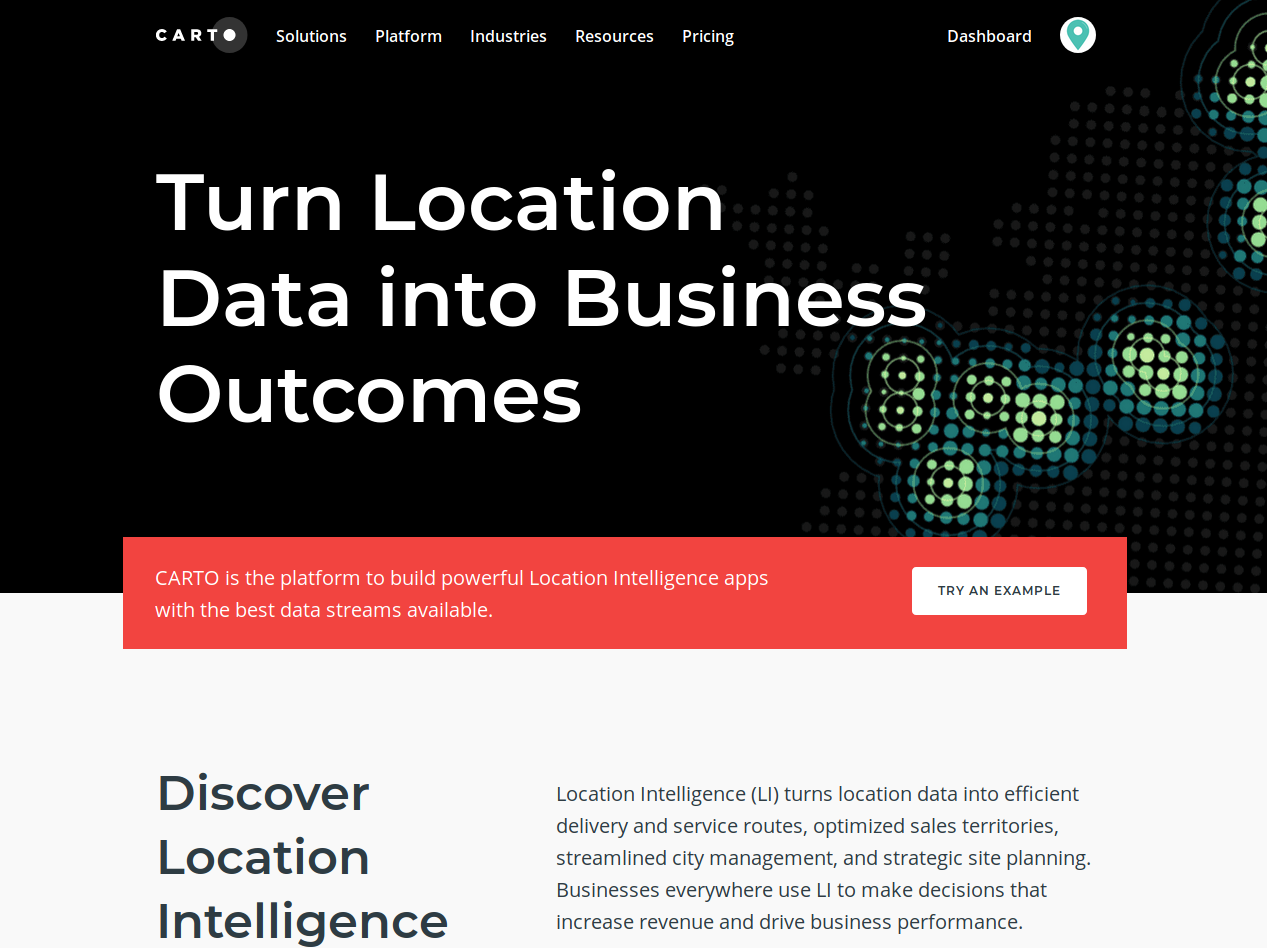 CARTO
Solutions Platform Industries Resources Pricing Dashboard
Turn Location
Data into Business
Outcomes
CARTO is the platform to build powerful Location Intelligence apps
with the best data streams available.
TRY AN EXAMPLE
Discover
Location
Intelligence
Location Intelligence (LI) turns location data into efficient
delivery and service routes, optimized sales territories,
streamlined city management, and strategic site planning.
Businesses everywhere use LI to make decisions that
increase revenue and drive business performance.